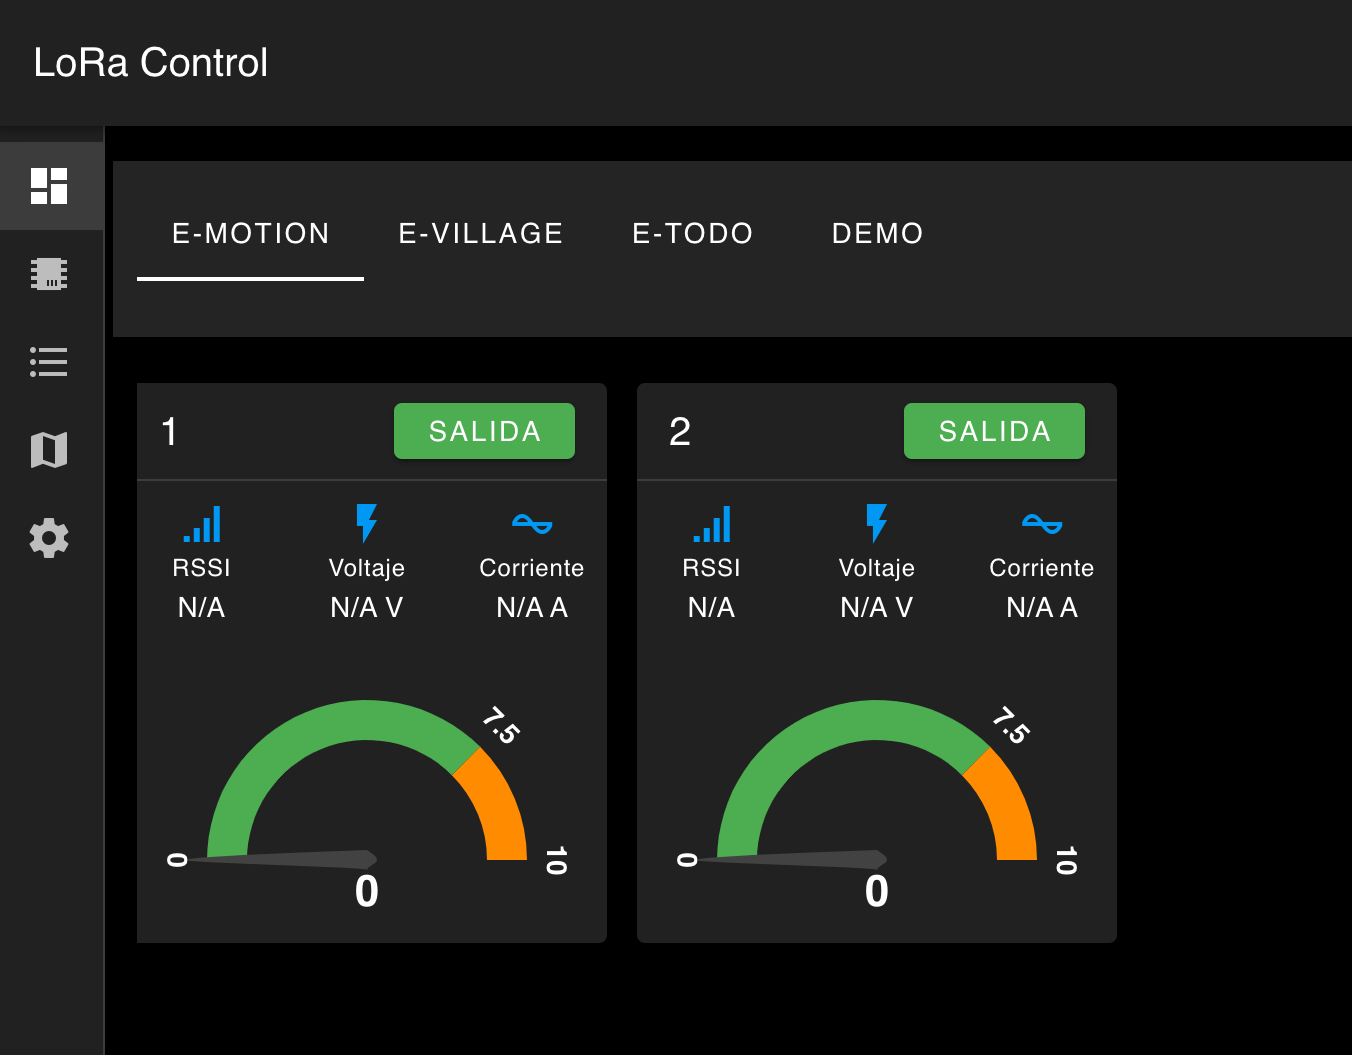 LoRa Control
E-MOTION E-VILLAGE E-TODO DEMO
1 SALIDA
RSSI Voltaje Corriente
N/A N/A V N/A A
0 7.5 10
0
2 SALIDA
RSSI Voltaje Corriente
N/A N/A V N/A A
0 7.5 10
0